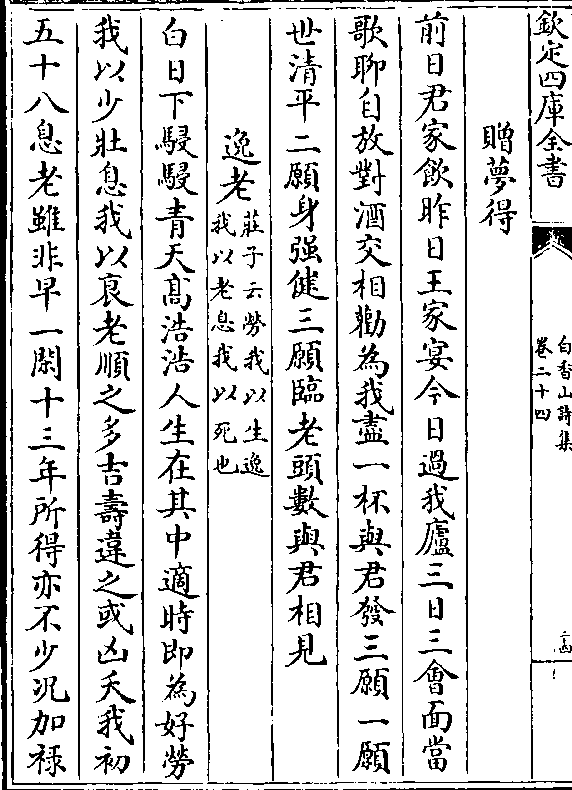 欽定四庫全書
白香山詩集
卷二十四
二四
贈夢得
前日君家飲昨日王家宴今日過我廬三日三會面當
歌聊自放對酒交相勸為我盡一杯與君發三願一願
世清平二願身强健三願臨老頭數與君相見
逸老莊子云勞我以生逸
我以老息我以死也
白日下駸駸青天高浩浩人生在其中適時即為好勞
我以少壯息我以衰老順之多吉壽違之或凶夭我初
五十八息老雖非早一閑十三年所得亦不少况加祿